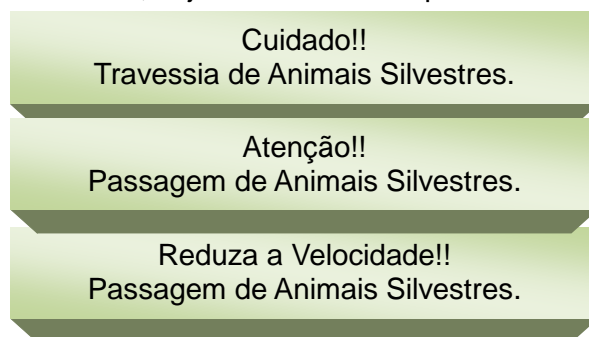 Cuidado!!
Travessia de Animais Silvestres.
Atenção!!
Passagem de Animais Silvestres.
Reduza a Velocidade!!
Passagem de Animais Silvestres.